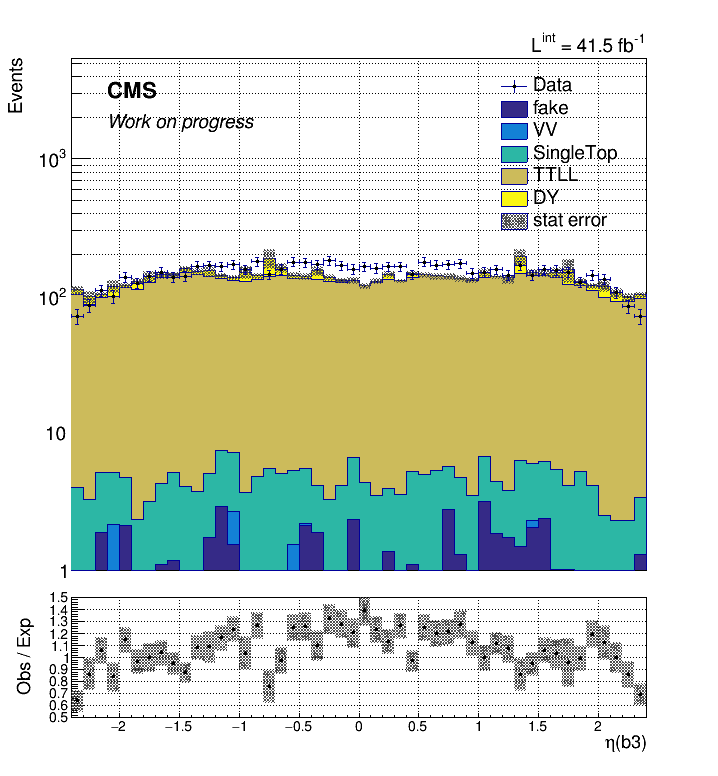 L^int = 41.5 fb^-1
Events
CMS
Work on progress
Data
fake
VV
SingleTop
TTLL
DY
stat error
10^3
10^2
10
1
Obs / Exp
1.5
1.4
1.3
1.2
1.1
1
0.9
0.8
0.7
0.6
0.5
−2 −1.5 −1 −0.5 0 0.5 1 1.5 2
η(b3)